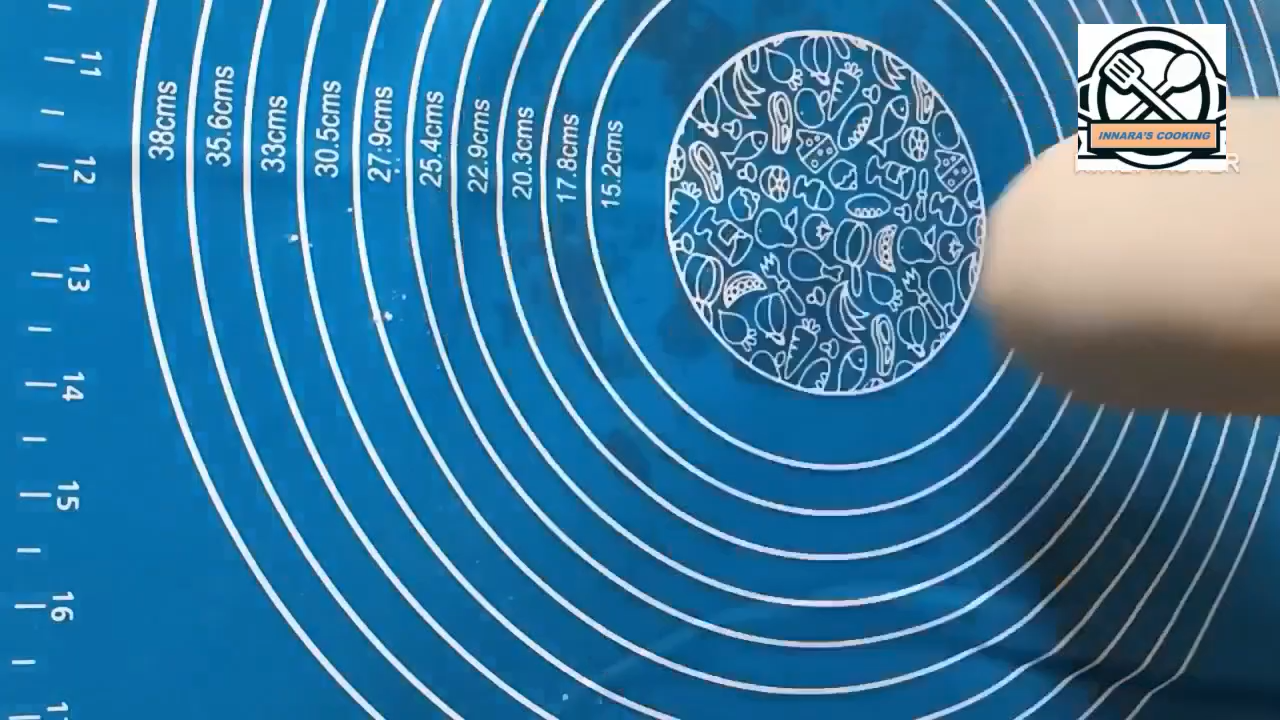 11
12
13
14
15
16
38cms
35.6cms
33cms
30.5cms
27.9cms
25.4cms
22.9cms
20.3cms
17.8cms
15.2cms
INNARA'S COOKING